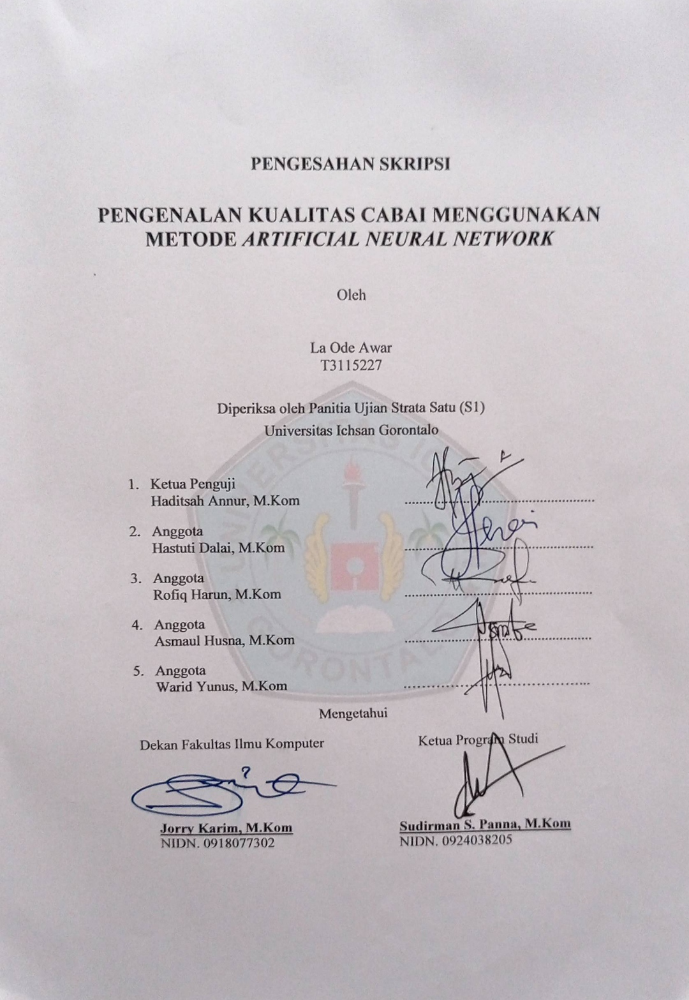 PENGESAHAN SKRIPSI
PENGENALAN KUALITAS CABAI MENGGUNAKAN
METODE ARTIFICIAL NEURAL NETWORK
Oleh
La Ode Awar
T3115227
Diperiksa oleh Panitia Ujian Strata Satu (S1)
Universitas Ichsan Gorontalo
1. Ketua Penguji
Haditsah Annur, M.Kom
2. Anggota
Hastuti Dalai, M.Kom
3. Anggota
Rofiq Harun, M.Kom
4. Anggota
Asmaul Husna, M.Kom
5. Anggota
Warid Yunus, M.Kom
Mengetahui
Dekan Fakultas Ilmu Komputer
Ketua Program Studi
Jorry Karim, M.Kom
NIDN. 0918077302
Sudirman S. Panna, M.Kom
NIDN. 0924038205